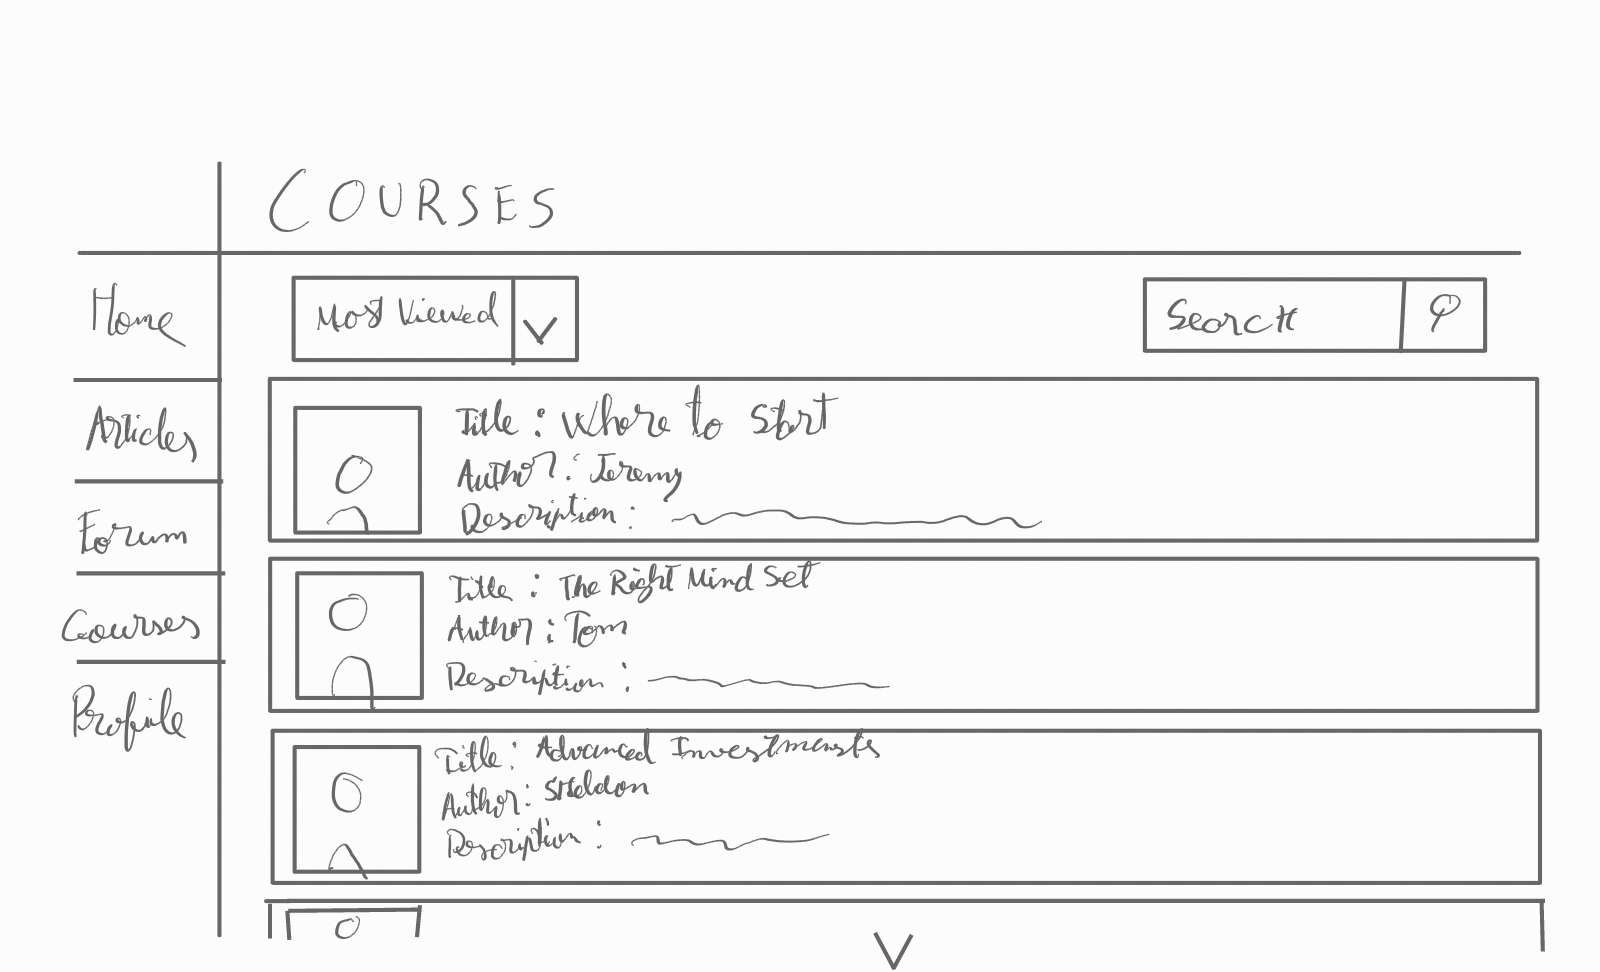 COURSES
Home
Articles
Forum
Courses
Profile
Most Viewed
Search
Title : Where to Start
Author : Jeremy
Description :
Title : The Right Mind Set
Author : Tom
Description :
Title : Advanced Investments
Author : Sheldon
Description :